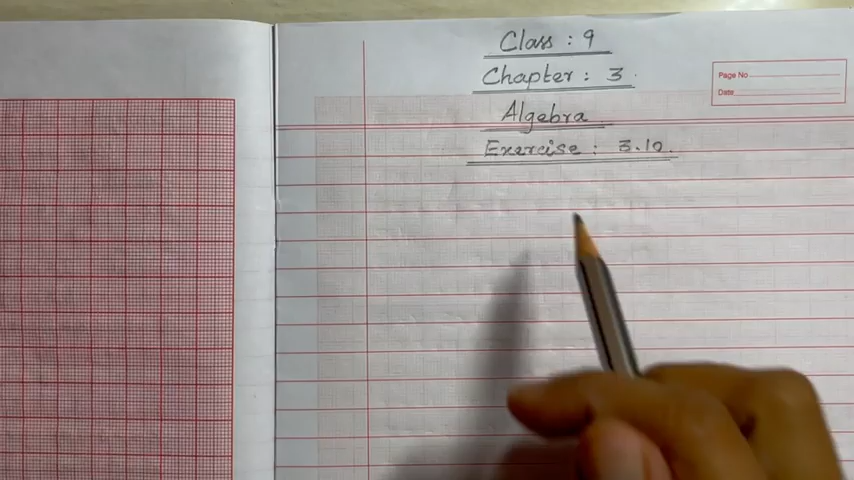 Class : 9
Chapter : 3
Page No
Date
Algebra
Exercise : 3.10.